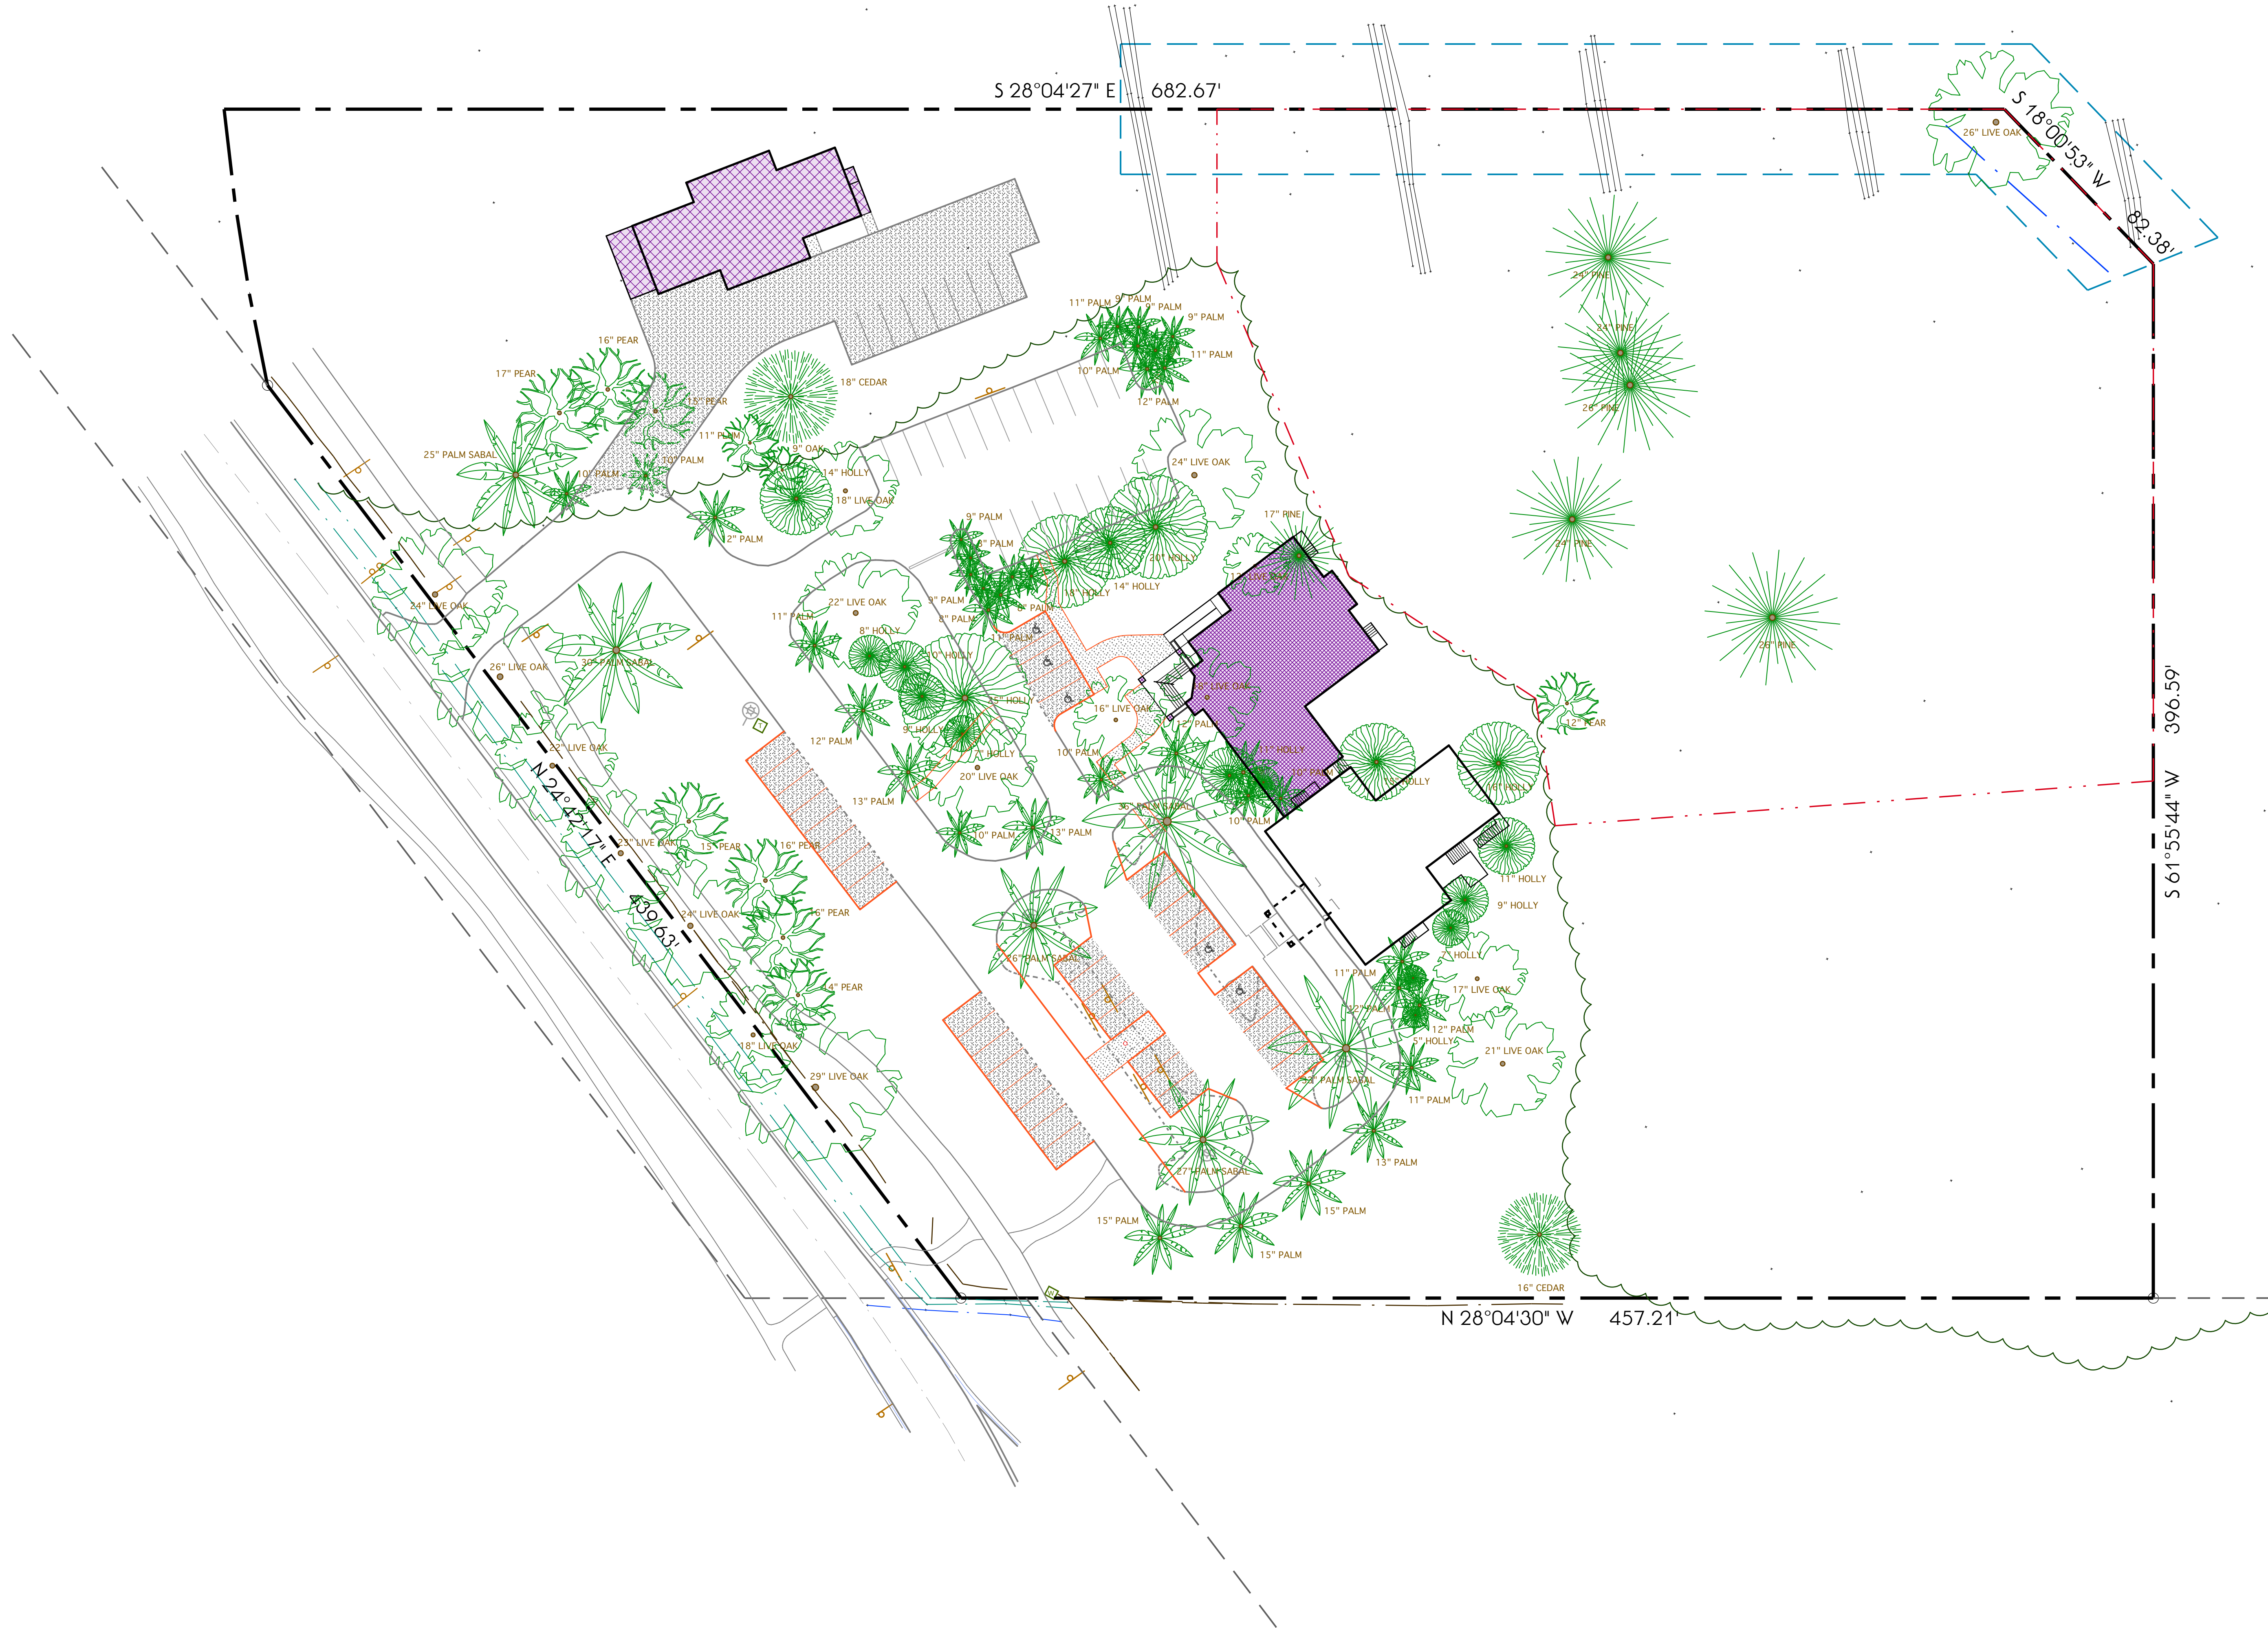 S 28°04'27" E 682.67'
26" LIVE OAK
S 18°00'53" W 82.38'
24" PINE
11" PALM
9" PALM
9" PALM
9" PALM
24" PINE
16" PEAR
11" PALM
10" PALM
17" PEAR
18" CEDAR
12" PALM
26" PINE
11" PLUM
9" OAK
25" PALM SABAL
10" PALM
10" PALM
14" HOLLY
24" LIVE OAK
18" LIVE OAK
9" PALM
17" PINE
12" PALM
24" PINE
20" HOLLY
14" HOLLY
18" HOLLY
9" PALM
8" PALM
24" LIVE OAK
22" LIVE OAK
11" PALM
8" PALM
8" HOLLY
11" PALM
26" PINE
10" HOLLY
30" PALM SABAL
26" LIVE OAK
25" HOLLY
16" LIVE OAK
12" PALM
12" PEAR
S 61°55'44" W 396.59'
9" HOLLY
12" PALM
22" LIVE OAK
7" HOLLY
10" PALM
11" HOLLY
20" LIVE OAK
10" PALM
16" HOLLY
N 24°42'17" E 439.63'
13" PALM
36" PALM SABAL
10" PALM
10" PALM
13" PALM
23" LIVE OAK
15" PEAR
16" PEAR
11" HOLLY
24" LIVE OAK
16" PEAR
9" HOLLY
26" PALM SABAL
7" HOLLY
11" PALM
17" LIVE OAK
14" PEAR
12" PALM
12" PALM
5" HOLLY
18" LIVE OAK
21" LIVE OAK
29" LIVE OAK
11" PALM
27" PALM SABAL
13" PALM
15" PALM
15" PALM
15" PALM
16" CEDAR
N 28°04'30" W 457.21'